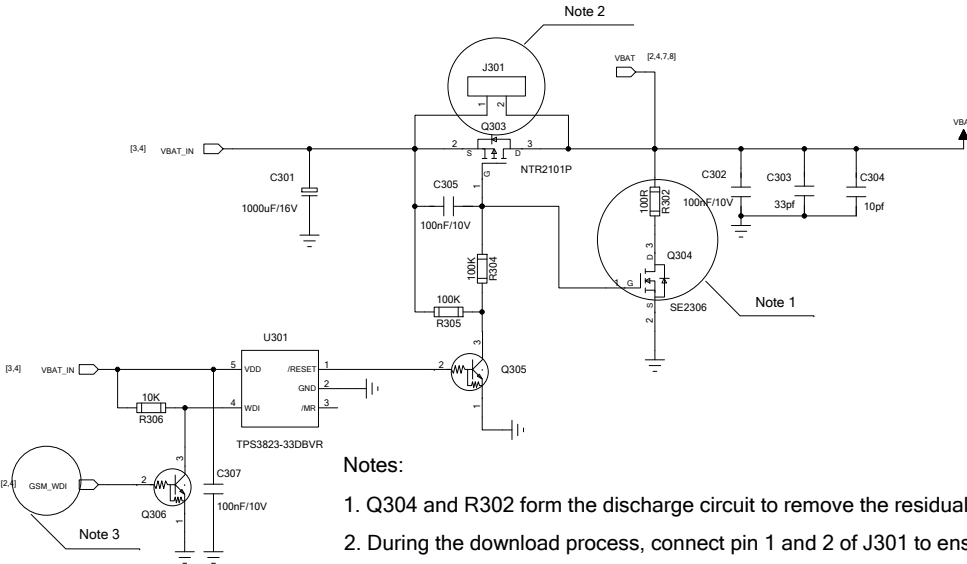 Note 2
VBAT [2,4,7,8]
J301
1 2
Q303
[3,4] VBAT_IN
2 S D 3
G 1
NTR2101P
VBA
C301
1000uF/16V
C305
100nF/10V
100R R302
C302
100nF/10V
C303
33pf
C304
10pf
100K R304
3 D
Q304
1 G
S 2
SE2306
Note 1
100K
R305
U301
[3,4] VBAT_IN
5 VDD
/RESET 1
GND 2
4 WDI
/MR 3
TPS3823-33DBVR
3
2
Q305
1
10K
R306
3
[2,4] GSM_WDI
2
Q306
1
C307
100nF/10V
Note 3
Notes:
1. Q304 and R302 form the discharge circuit to remove the residual
2. During the download process, connect pin 1 and 2 of J301 to ens